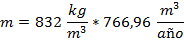 m = 832 kg/m³ * 766,96 m³/año